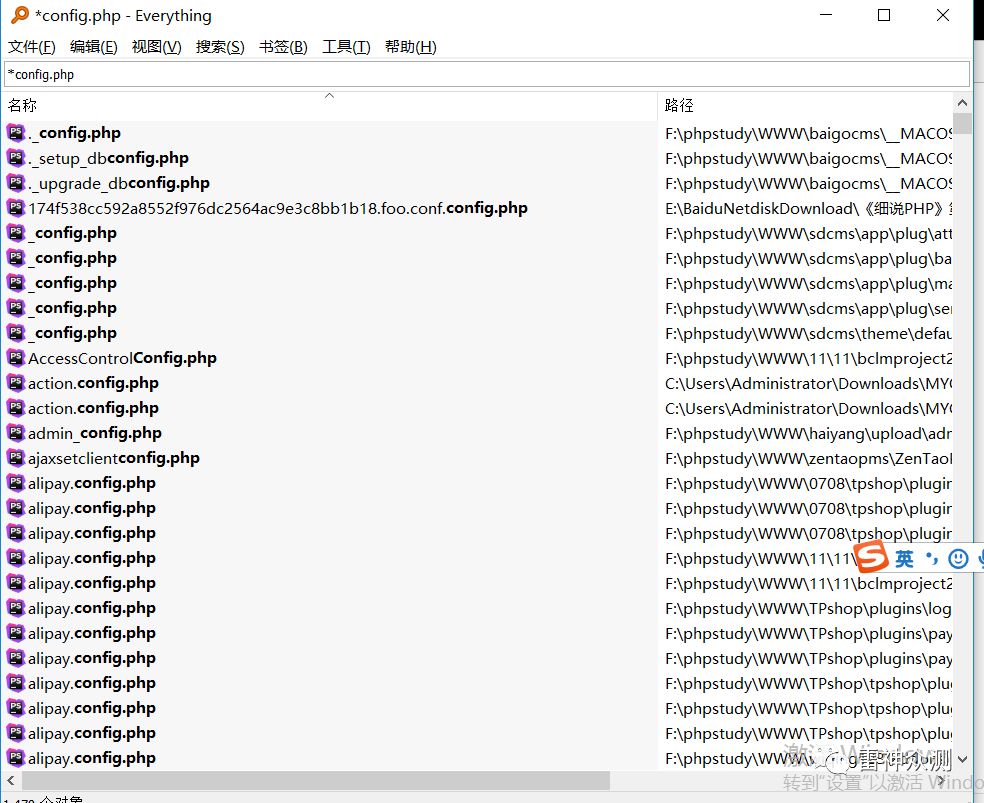 *config.php - Everything
文件(F) 编辑(E) 视图(V) 搜索(S) 书签(B) 工具(T) 帮助(H)
*config.php
名称 路径
._config.php F:\phpstudy\WWW\baigocms\__MACOS
._setup_dbconfig.php F:\phpstudy\WWW\baigocms\__MACOS
._upgrade_dbconfig.php F:\phpstudy\WWW\baigocms\__MACOS
174f538cc592a8552f976dc2564ac9e3c8bb1b18.foo.conf.config.php E:\BaiduNetdiskDownload\《细说PHP》
_config.php F:\phpstudy\WWW\sdcms\app\plug\att
_config.php F:\phpstudy\WWW\sdcms\app\plug\ba
_config.php F:\phpstudy\WWW\sdcms\app\plug\ma
_config.php F:\phpstudy\WWW\sdcms\app\plug\se
_config.php F:\phpstudy\WWW\sdcms\theme\defau
AccessControlConfig.php F:\phpstudy\WWW\11\11\bclmproject2
action.config.php C:\Users\Administrator\Downloads\MY
action.config.php C:\Users\Administrator\Downloads\MY
admin_config.php F:\phpstudy\WWW\haiyang\upload\adr
ajaxsetclientconfig.php F:\phpstudy\WWW\zentaopms\ZenTao
alipay.config.php F:\phpstudy\WWW\0708\tpshop\plugin
alipay.config.php F:\phpstudy\WWW\0708\tpshop\plugin
alipay.config.php F:\phpstudy\WWW\0708\tpshop\plugin
alipay.config.php F:\phpstudy\WWW\11\11\ 英
alipay.config.php F:\phpstudy\WWW\11\11\bclmproject2
alipay.config.php F:\phpstudy\WWW\TPshop\plugins\log
alipay.config.php F:\phpstudy\WWW\TPshop\plugins\pay
alipay.config.php F:\phpstudy\WWW\TPshop\plugins\pay
alipay.config.php F:\phpstudy\WWW\TPshop\tpshop\plu
alipay.config.php F:\phpstudy\WWW\TPshop\tpshop\plu
alipay.config.php F:\phpstudy\WWW\TPshop\tpshop\plu
alipay.config.php F:\phpstudy\WWW\
激活 Windows
雷神众测
转到"设置"以激活 Windo
1,470 个对象